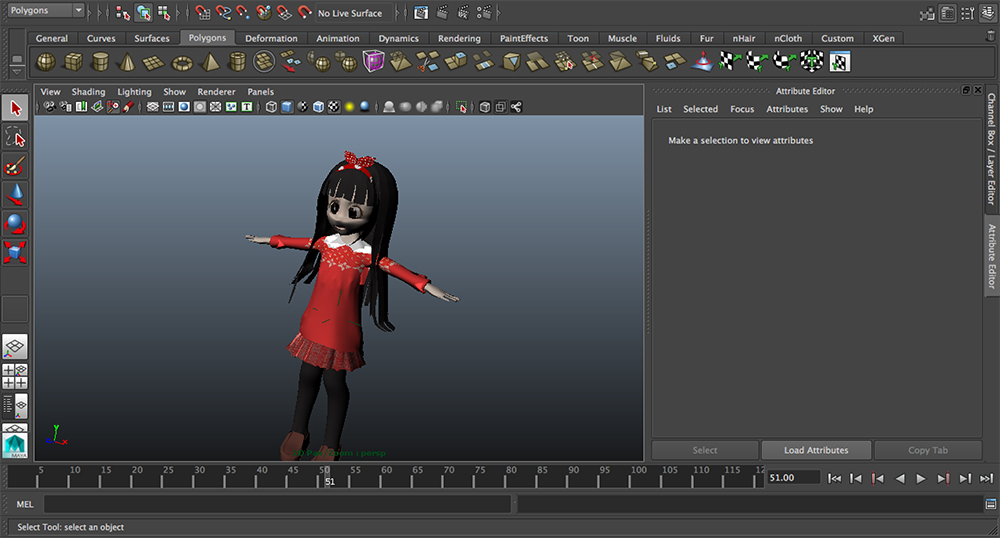 Polygons
No Live Surface
General Curves Surfaces Polygons Deformation Animation Dynamics Rendering PaintEffects Toon Muscle Fluids Fur nHair nCloth Custom XGen
View Shading Lighting Show Renderer Panels
Attribute Editor
List Selected Focus Attributes Show Help
Make a selection to view attributes
Channel Box / Layer Editor
Attribute Editor
y
x
persp
MAYA
Select Load Attributes Copy Tab
5 10 15 20 25 30 35 40 45 50 55 60 65 70 75 80 85 90 95 100 105 110 115 12
51
51.00
MEL
Select Tool: select an object